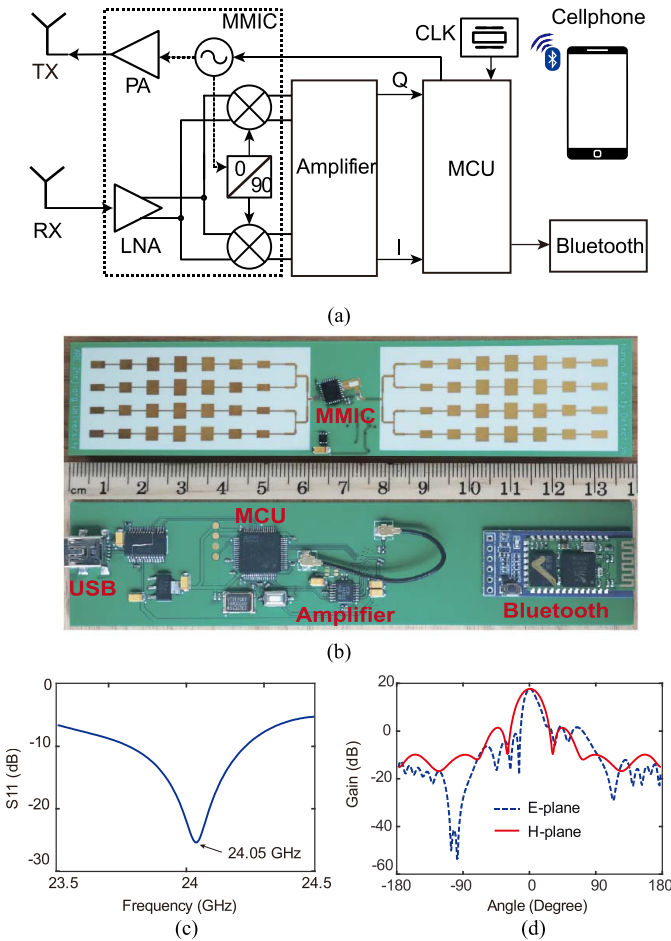 MMIC
Cellphone
CLK
TX
PA
Q
0
90
Amplifier
MCU
RX
LNA
I
Bluetooth
(a)
MMIC
cm 1 2 3 4 5 6 7 8 9 10 11 12 13 1
MCU
USB
Amplifier
Bluetooth
(b)
0
-10
-20
-30
S11 (dB)
24.05 GHz
23.5 24 24.5
Frequency (GHz)
(c)
20
0
-20
-40
-60
Gain (dB)
E-plane
H-plane
-180 -90 0 90 180
Angle (Degree)
(d)